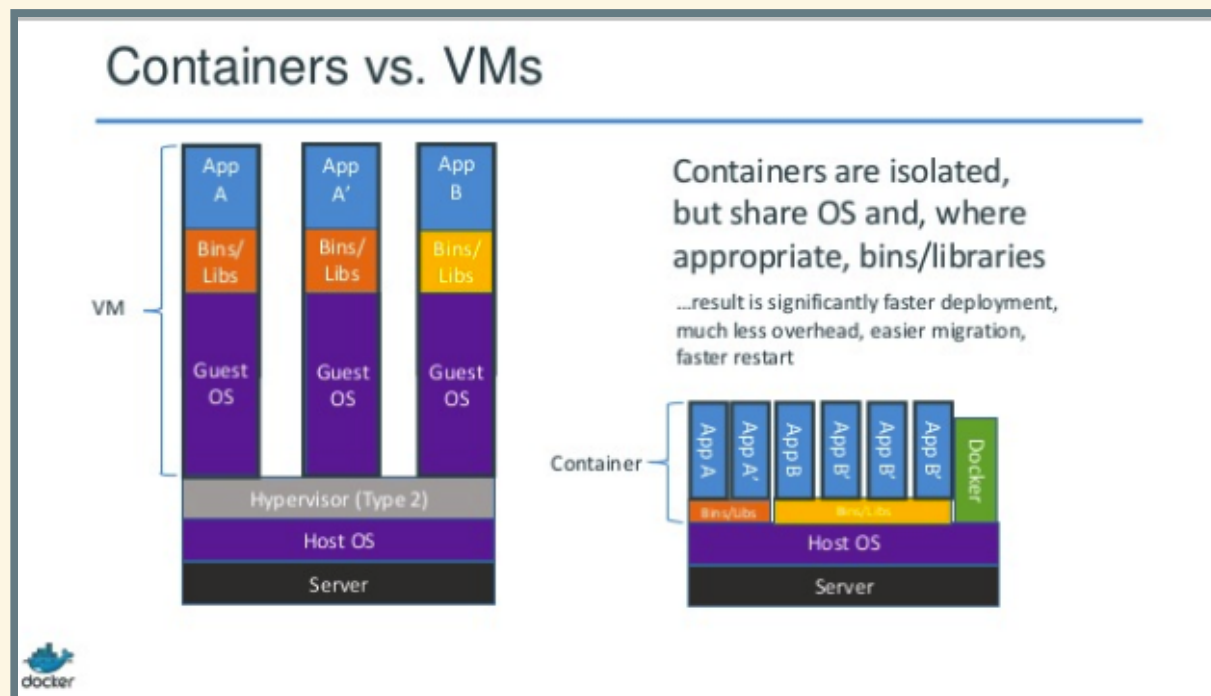 Containers vs. VMs
App
A
App
A'
App
B
Bins/
Libs
Bins/
Libs
Bins/
Libs
VM
Guest
OS
Guest
OS
Guest
OS
Hypervisor (Type 2)
Host OS
Server
Containers are isolated,
but share OS and, where
appropriate, bins/libraries
...result is significantly faster deployment,
much less overhead, easier migration,
faster restart
Container
App A
App A'
App B
App B'
App B'
App B'
Docker
Bins/Libs
Bins/Libs
Host OS
Server
docker